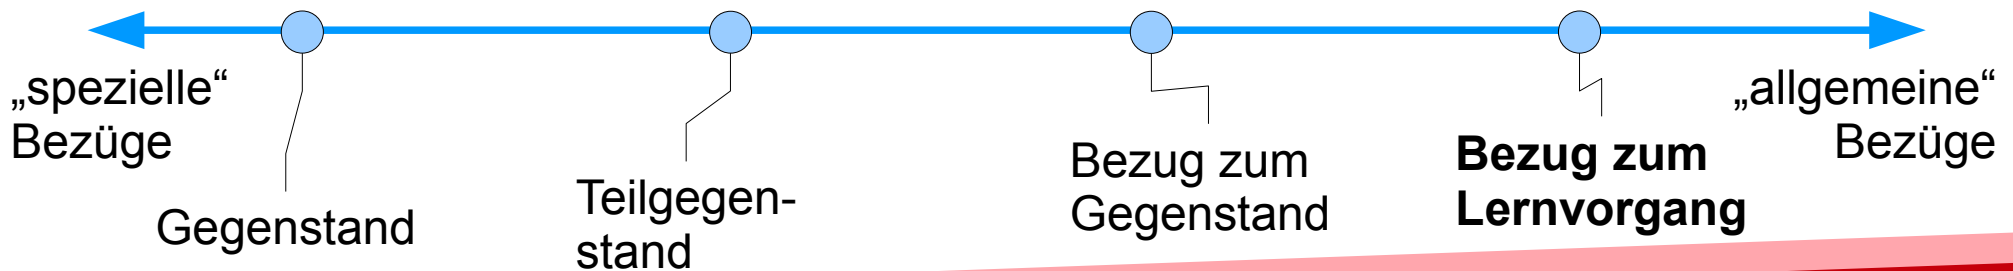 „spezielle“
Bezüge
Gegenstand
Teilgegen-
stand
Bezug zum
Gegenstand
Bezug zum
Lernvorgang
„allgemeine“
Bezüge